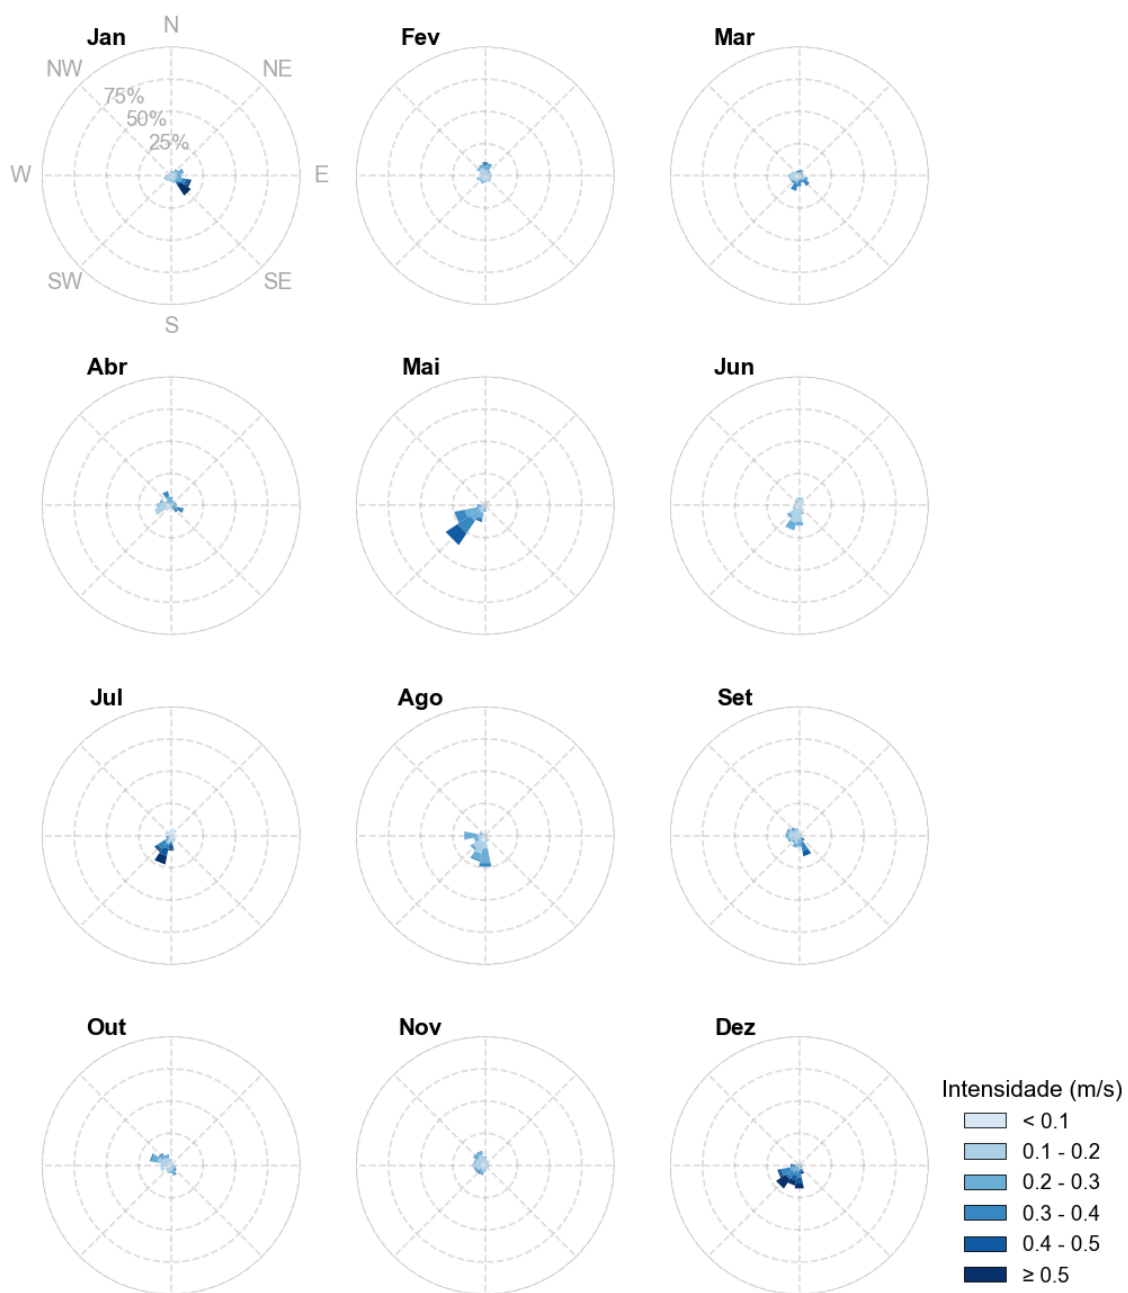 N
Jan
Fev
Mar
NW
NE
75%
50%
25%
W
E
SW
SE
S
Abr
Mai
Jun
Jul
Ago
Set
Out
Nov
Dez
Intensidade (m/s)
< 0.1
0.1 - 0.2
0.2 - 0.3
0.3 - 0.4
0.4 - 0.5
≥ 0.5